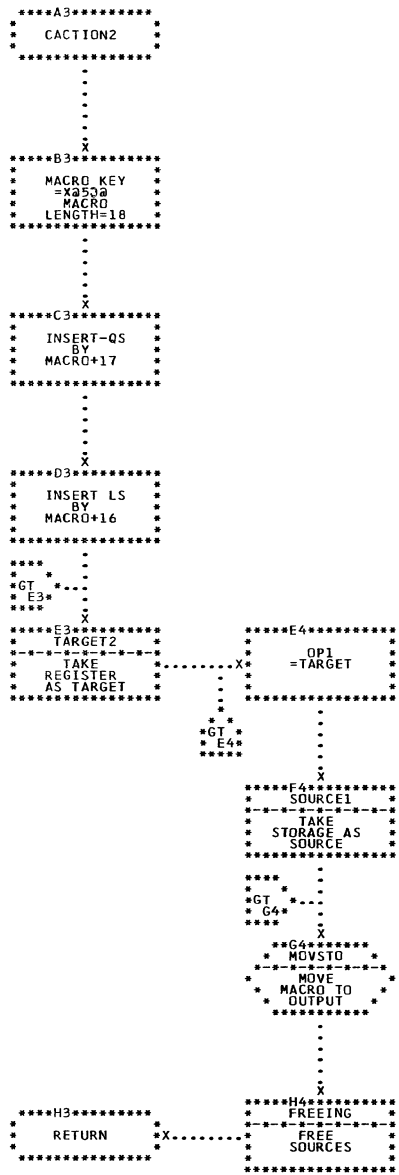 A3
CACTION2
B3
MACRO KEY
=X@50@
MACRO
LENGTH=18
C3
INSERT-QS
BY
MACRO+17
D3
INSERT LS
BY
MACRO+16
GT
E3
E3
TARGET2
TAKE
REGISTER
AS TARGET
E4
OP1
=TARGET
GT
E4
F4
SOURCE1
TAKE
STORAGE AS
SOURCE
GT
G4
G4
MOVSTO
MOVE
MACRO TO
OUTPUT
H3
RETURN
H4
FREEING
FREE
SOURCES